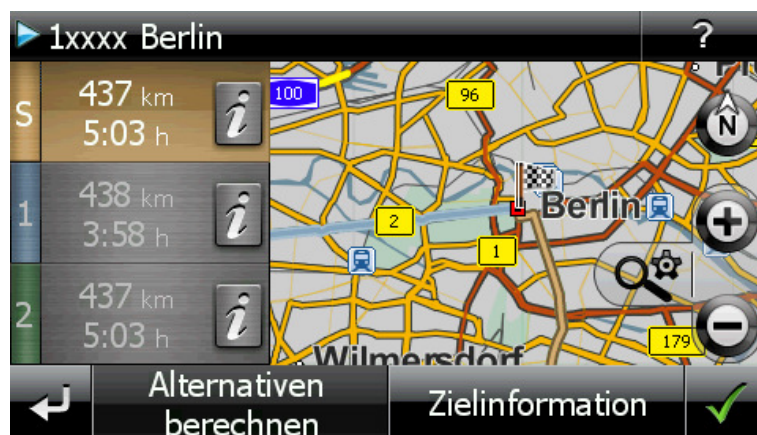 1xxxx Berlin
?
S
437 km
5:03 h
i
1
438 km
3:58 h
i
2
437 km
5:03 h
i
100
96
N
Berlin
2
1
179
Wilmersdorf
Alternativen
berechnen
Zielinformation